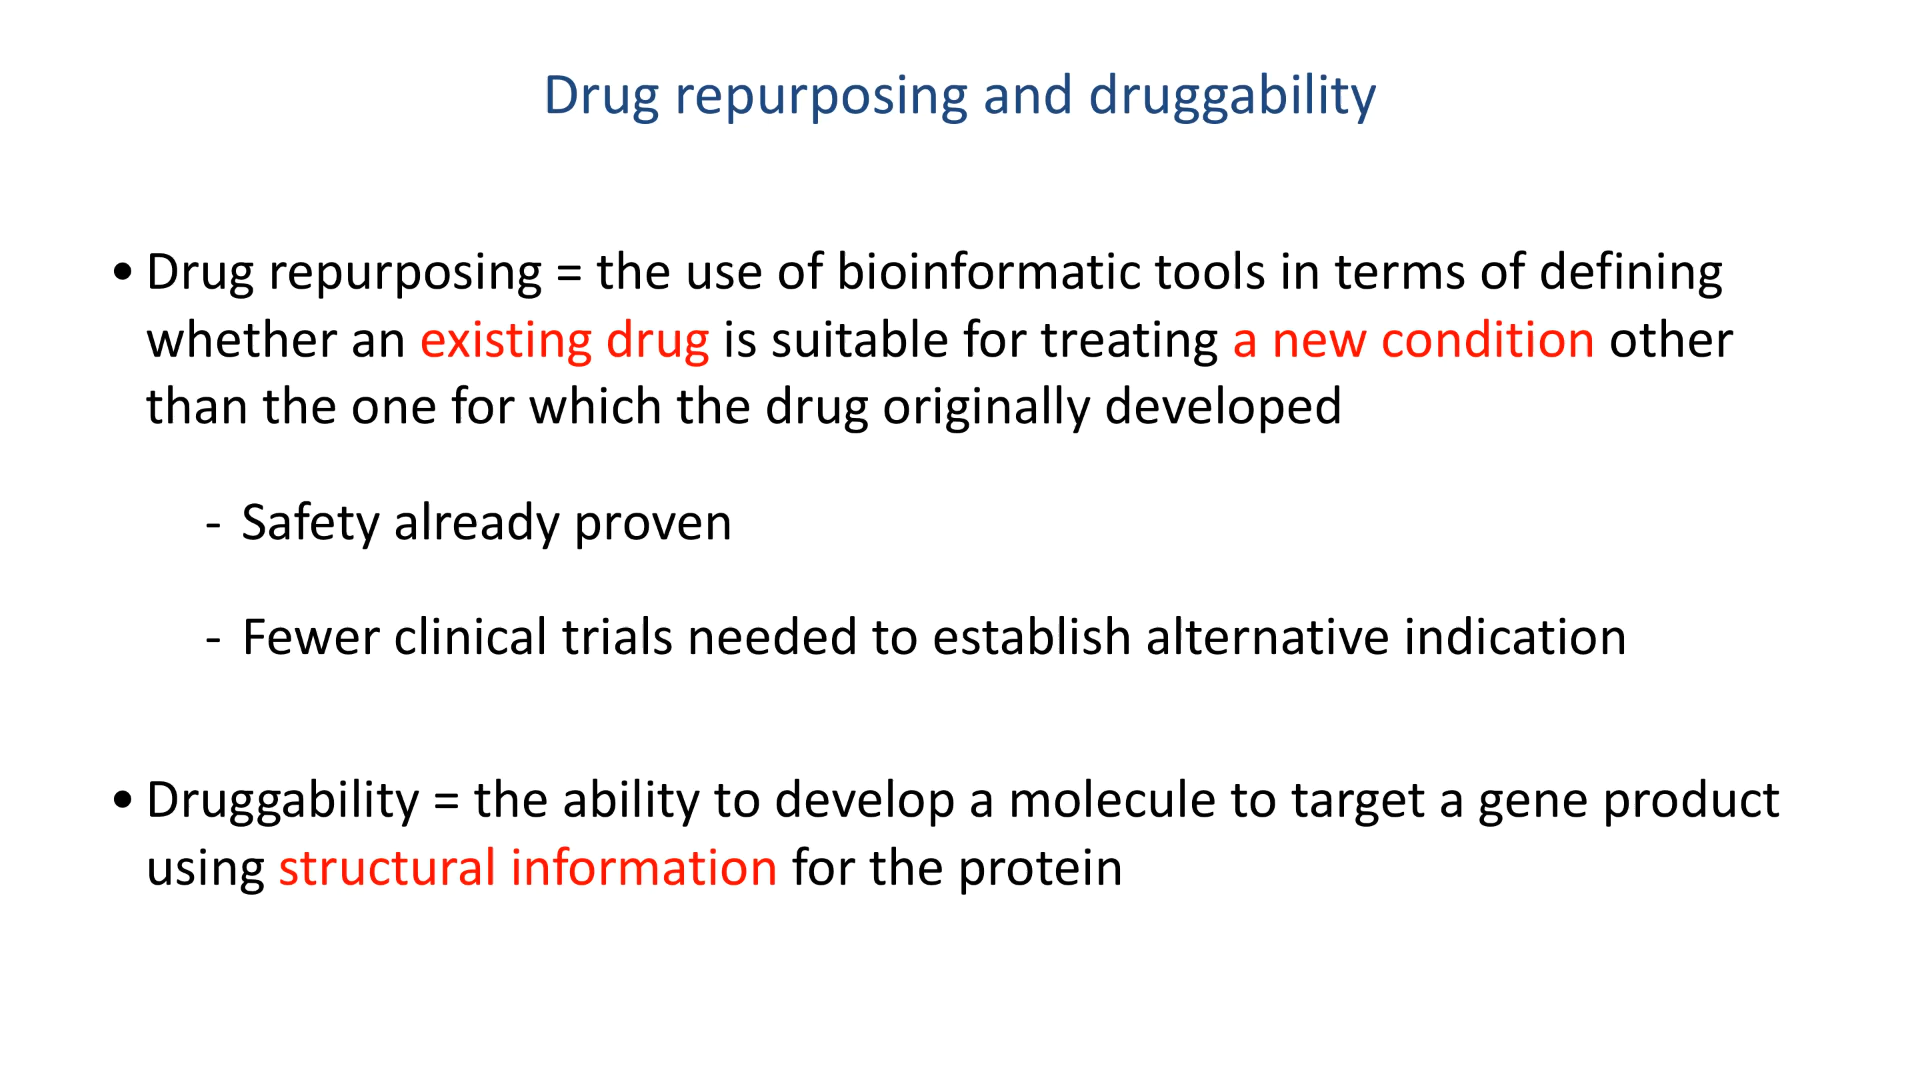 Drug repurposing and druggability
• Drug repurposing = the use of bioinformatic tools in terms of defining
whether an existing drug is suitable for treating a new condition other
than the one for which the drug originally developed
- Safety already proven
- Fewer clinical trials needed to establish alternative indication
• Druggability = the ability to develop a molecule to target a gene product
using structural information for the protein